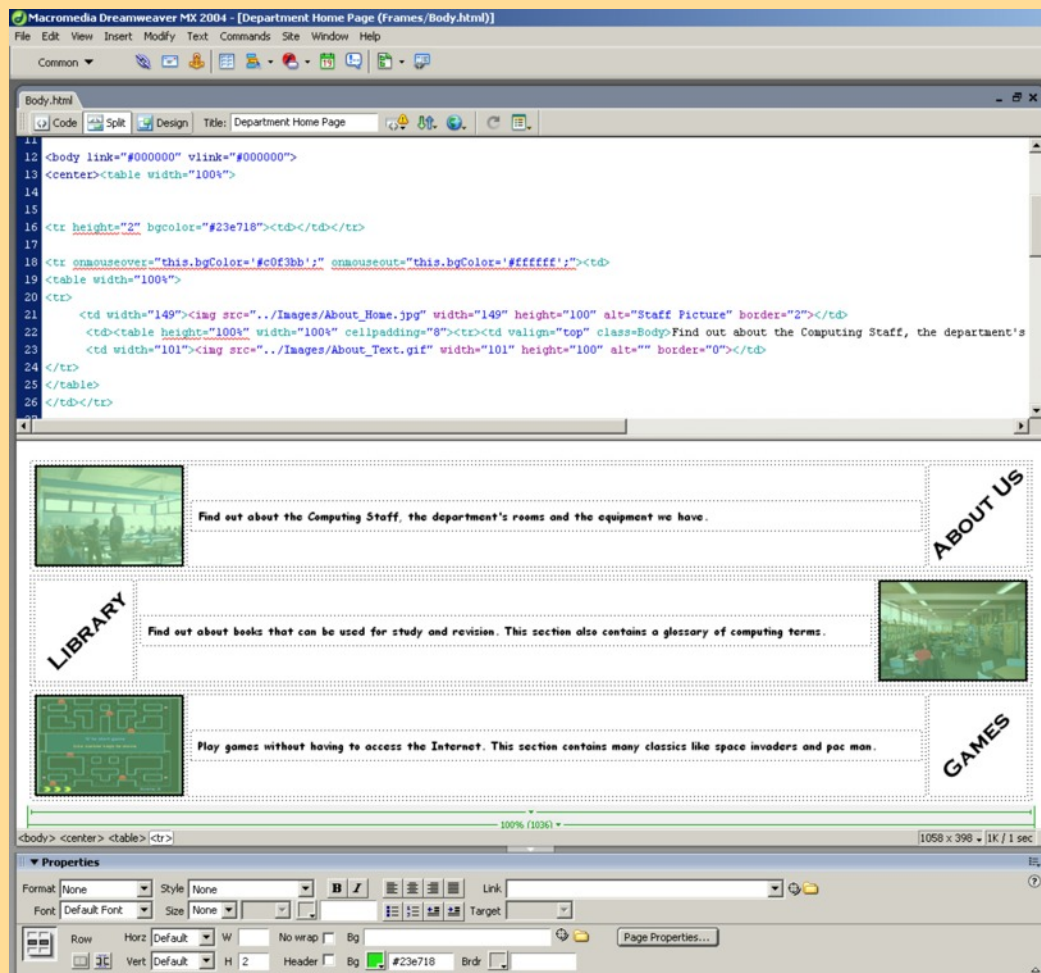 Macromedia Dreamweaver MX 2004 - [Department Home Page (Frames/Body.html)]
File Edit View Insert Modify Text Commands Site Window Help
Common
Body.html
Code Split Design Title: Department Home Page
11
12 <body link="#000000" vlink="#000000">
13 <center><table width="100%">
14
15
16 <tr height="2" bgcolor="#23e718"><td></td></tr>
17
18 <tr onmouseover="this.bgColor='#c0f3bb';" onmouseout="this.bgColor='#ffffff';"><td>
19 <table width="100%">
20 <tr>
21 <td width="149"><img src="../Images/About_Home.jpg" width="149" height="100" alt="Staff Picture" border="2"></td>
22 <td><table height="100%" width="100%" cellpadding="8"><tr><td valign="top" class=Body>Find out about the Computing Staff, the department's
23 <td width="101"><img src="../Images/About_Text.gif" width="101" height="100" alt="" border="0"></td>
24 </tr>
25 </table>
26 </td></tr>
Find out about the Computing Staff, the department's rooms and the equipment we have.
ABOUT US
LIBRARY
Find out about books that can be used for study and revision. This section also contains a glossary of computing terms.
Play games without having to access the Internet. This section contains many classics like space invaders and pac man.
GAMES
100% (1036)
<body> <center> <table> <tr>
1058 x 398 1K / 1 sec
Properties
Format None Style None B I Link
Font Default Font Size None Target
Row Horz Default W No wrap Bg Page Properties...
Vert Default H 2 Header Bg #23e718 Brdr